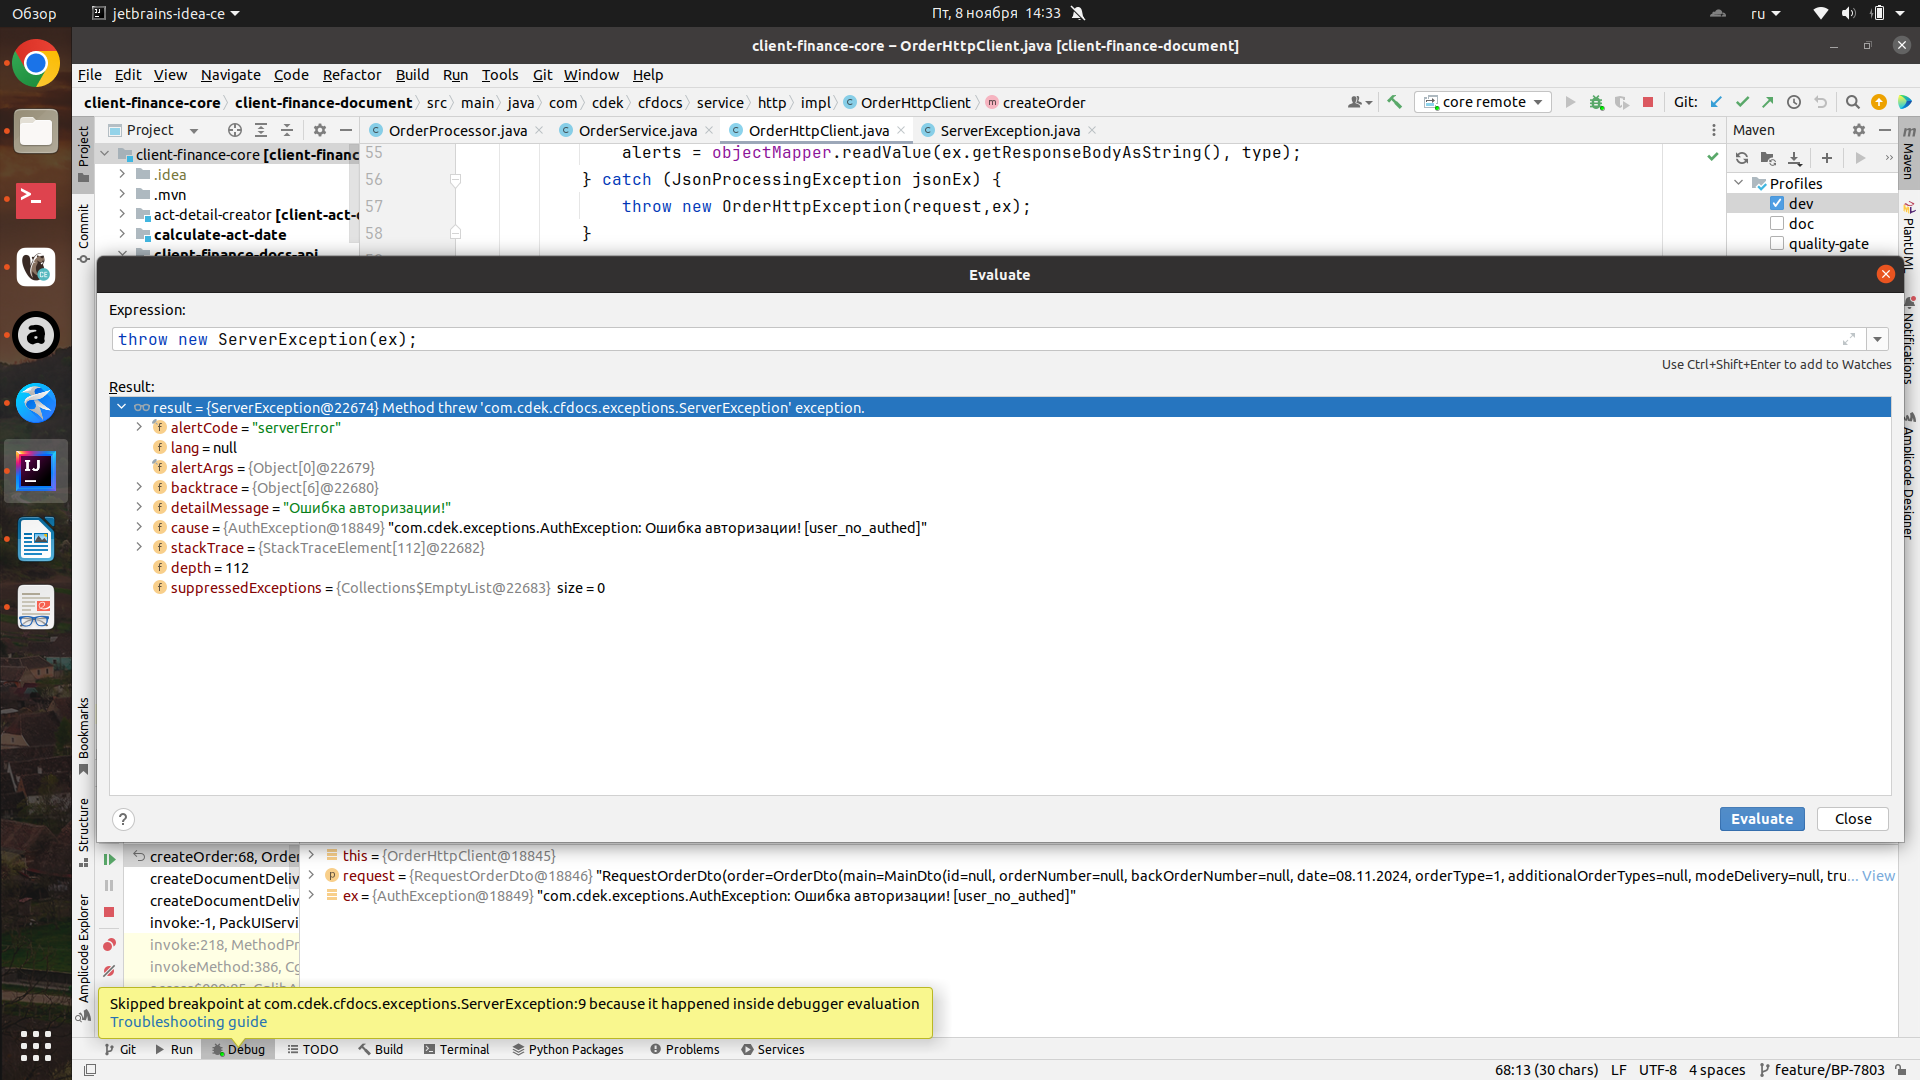 Обзор
jetbrains-idea-ce
Пт, 8 ноября 14:33
ru
client-finance-core – OrderHttpClient.java [client-finance-document]
File Edit View Navigate Code Refactor Build Run Tools Git Window Help
client-finance-core client-finance-document src main java com cdek cfdocs service http impl OrderHttpClient createOrder
core remote
Git:
Project
OrderProcessor.java OrderService.java OrderHttpClient.java ServerException.java
Maven
client-finance-core [client-financ
.idea
.mvn
act-detail-creator [client-act-
calculate-act-date
client-finance-docs-api
55 alerts = objectMapper.readValue(ex.getResponseBodyAsString(), type);
56 } catch (JsonProcessingException jsonEx) {
57 throw new OrderHttpException(request,ex);
58 }
Profiles
dev
doc
quality-gate
Project
Commit
Bookmarks
Structure
Amplicode Explorer
Maven
PlantUML
Notifications
Amplicode Designer
Evaluate
Expression:
throw new ServerException(ex);
Use Ctrl+Shift+Enter to add to Watches
Result:
result = {ServerException@22674} Method threw 'com.cdek.cfdocs.exceptions.ServerException' exception.
alertCode = "serverError"
lang = null
alertArgs = {Object[0]@22679}
backtrace = {Object[6]@22680}
detailMessage = "Ошибка авторизации!"
cause = {AuthException@18849} "com.cdek.exceptions.AuthException: Ошибка авторизации! [user_no_authed]"
stackTrace = {StackTraceElement[112]@22682}
depth = 112
suppressedExceptions = {Collections$EmptyList@22683} size = 0
?
Evaluate
Close
createOrder:68, Order
createDocumentDeliv
createDocumentDeliv
invoke:-1, PackUIServi
invoke:218, MethodPr
invokeMethod:386, Cg
this = {OrderHttpClient@18845}
request = {RequestOrderDto@18846} "RequestOrderDto(order=OrderDto(main=MainDto(id=null, orderNumber=null, backOrderNumber=null, date=08.11.2024, orderType=1, additionalOrderTypes=null, modeDelivery=null, tru... View
ex = {AuthException@18849} "com.cdek.exceptions.AuthException: Ошибка авторизации! [user_no_authed]"
Skipped breakpoint at com.cdek.cfdocs.exceptions.ServerException:9 because it happened inside debugger evaluation
Troubleshooting guide
Git Run Debug TODO Build Terminal Python Packages Problems Services
68:13 (30 chars) LF UTF-8 4 spaces feature/BP-7803